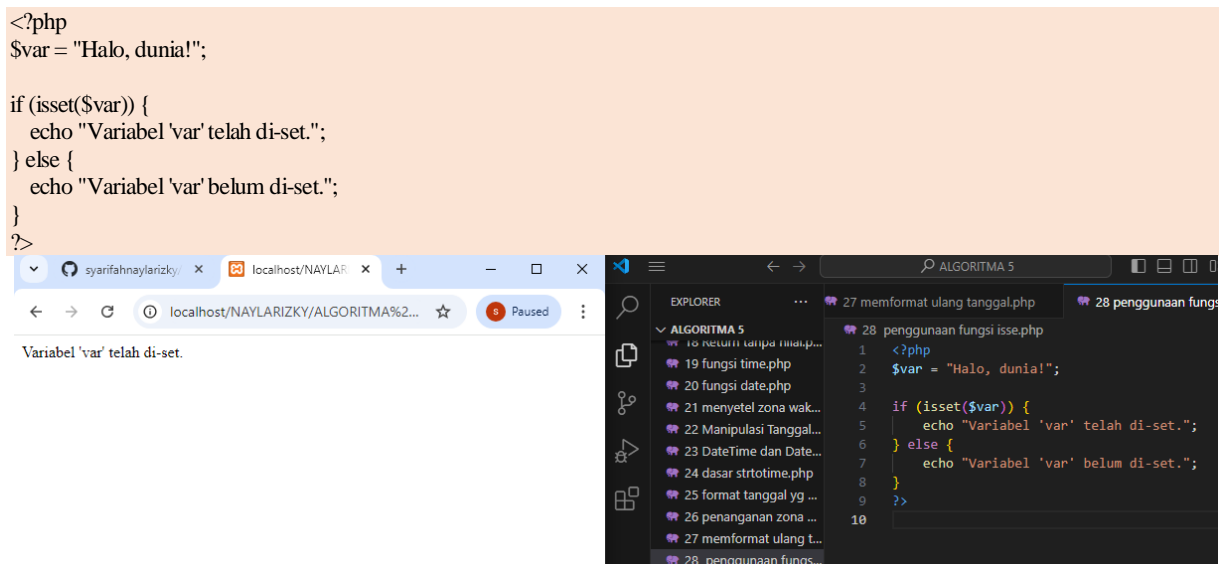 <?php
$var = "Halo, dunia!";
if (isset($var)) {
echo "Variabel 'var' telah di-set.";
} else {
echo "Variabel 'var' belum di-set.";
}
?>
syarifahnaylarizky/
localhost/NAYLAR
localhost/NAYLARIZKY/ALGORITMA%2...
S Paused
Variabel 'var' telah di-set.
ALGORITMA 5
EXPLORER ...
ALGORITMA 5
18 Return tanpa nilai.p...
19 fungsi time.php
20 fungsi date.php
21 menyetel zona wak...
22 Manipulasi Tanggal...
23 DateTime dan Date...
24 dasar strtotime.php
25 format tanggal yg ...
26 penanganan zona ...
27 memformat ulang t...
28 penggunaan fungs...
27 memformat ulang tanggal.php
28 penggunaan fungs
28 penggunaan fungsi isse.php
1 <?php
2 $var = "Halo, dunia!";
3
4 if (isset($var)) {
5 echo "Variabel 'var' telah di-set.";
6 } else {
7 echo "Variabel 'var' belum di-set.";
8 }
9 ?>
10